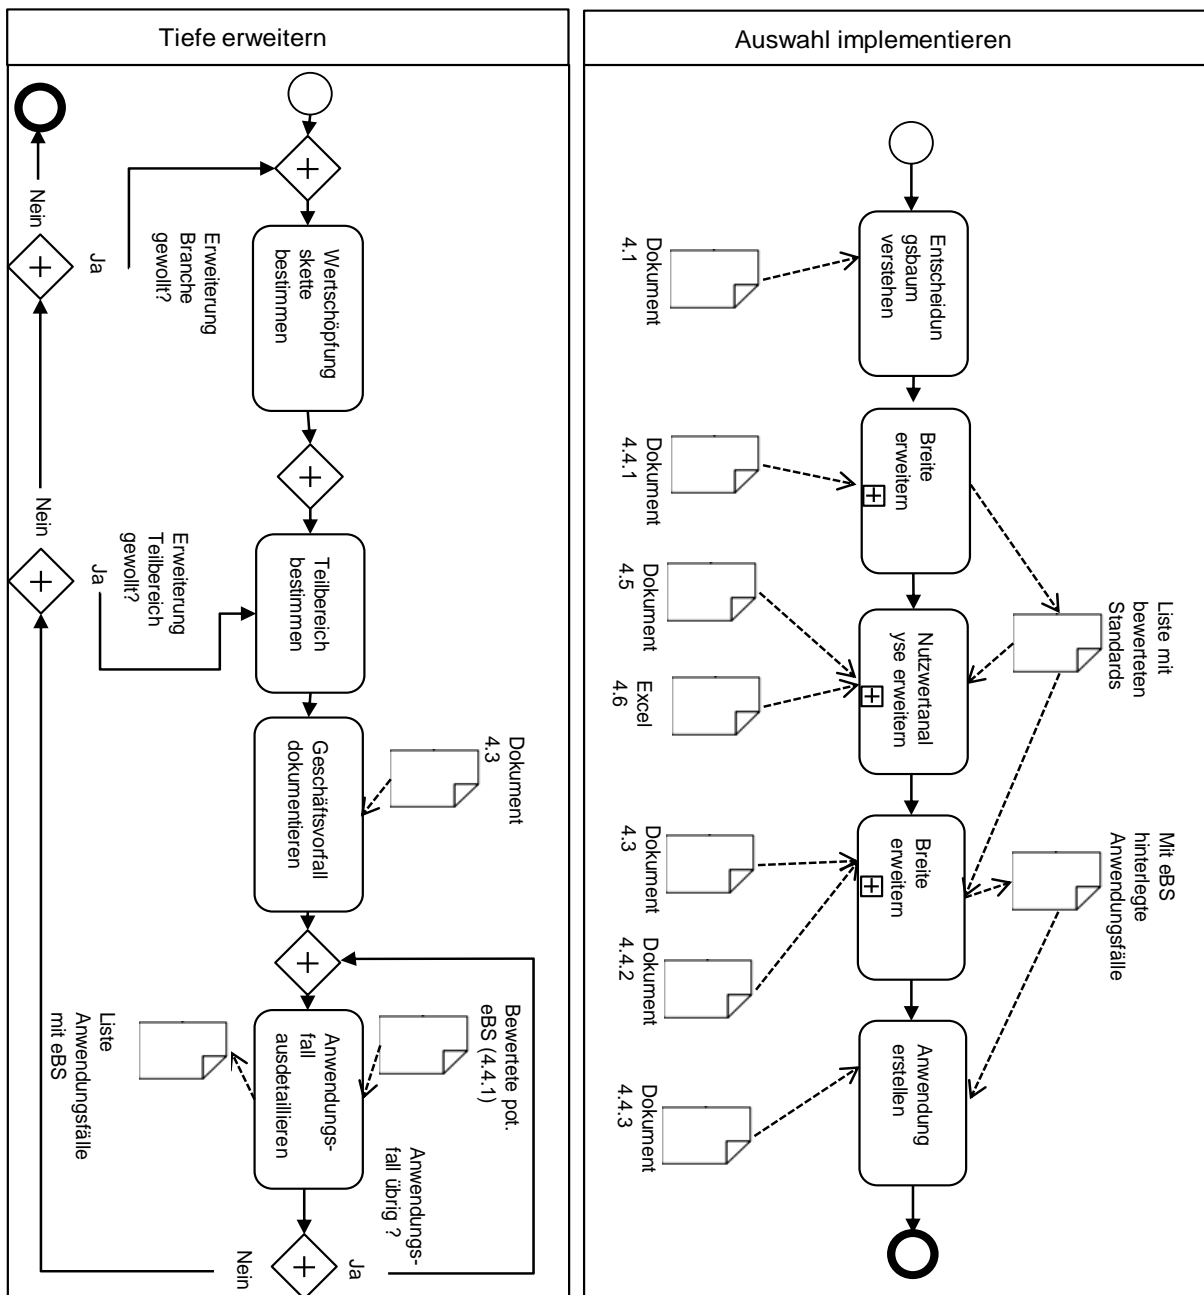 Tiefe erweitern
Auswahl implementieren
Nein
Ja
Erweiterung
Branche
gewollt?
Wertschöpfung
skette
bestimmen
Nein
Ja
Erweiterung
Teilbereich
gewollt?
Teilbereich
bestimmen
Geschäftsvorfall
dokumentieren
Dokument
4.3
Liste
Anwendungsfälle
mit eBS
Anwendungs-
fall
ausdetaillieren
Bewertete pot.
eBS (4.4.1)
Anwendungs-
fall übrig ?
Nein
Ja
Dokument
4.1
Entscheidun
gsbaum
verstehen
Dokument
4.4.1
Breite
erweitern
Dokument
4.5
Excel
4.6
Nutzwertanal
yse erweitern
Liste mit
bewerteten
Standards
Dokument
4.3
Dokument
4.4.2
Breite
erweitern
Mit eBS
hinterlegte
Anwendungsfälle
Dokument
4.4.3
Anwendung
erstellen